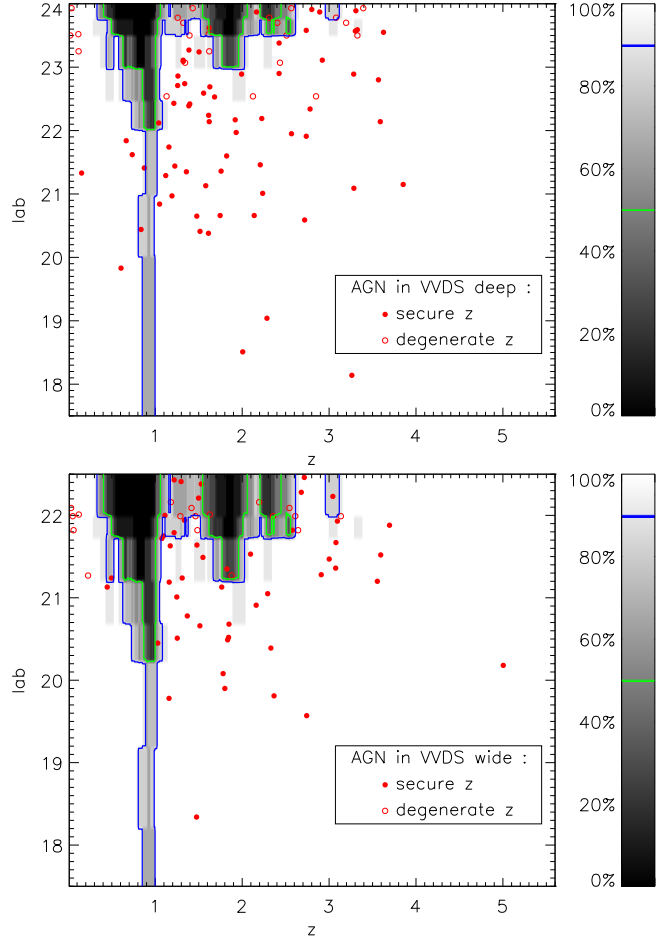 24
23
22
21
20
19
18
Iab
1 2 3 4 5
z
AGN in VVDS deep :
secure z
degenerate z
100%
80%
60%
40%
20%
0%
22
21
20
19
18
Iab
1 2 3 4 5
z
AGN in VVDS wide :
secure z
degenerate z
100%
80%
60%
40%
20%
0%